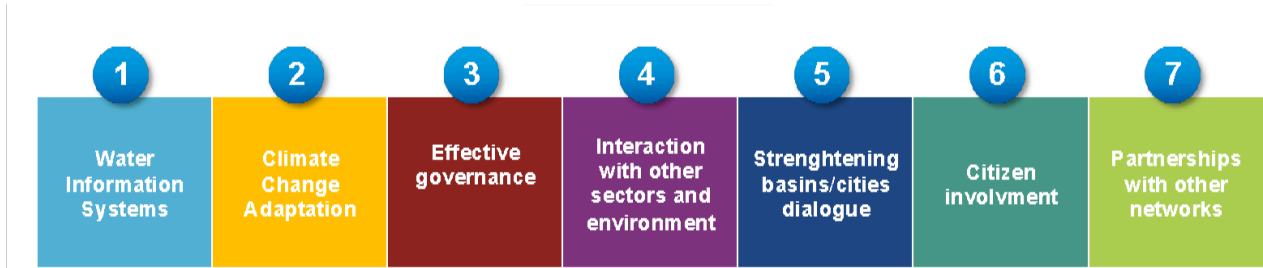 1
Water
Information
Systems
2
Climate
Change
Adaptation
3
Effective
governance
4
Interaction
with other
sectors and
environment
5
Strenghtening
basins/cities
dialogue
6
Citizen
involvment
7
Partnerships
with other
networks